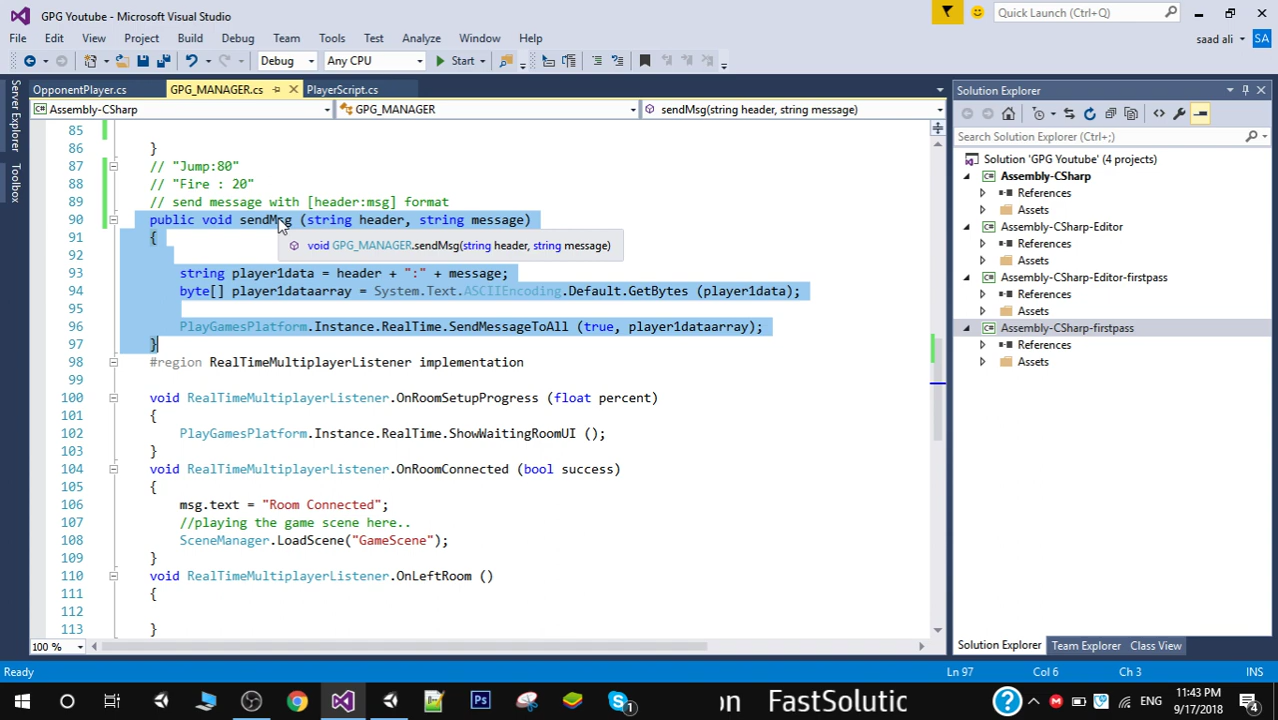 GPG Youtube - Microsoft Visual Studio
Quick Launch (Ctrl+Q)
File Edit View Project Build Debug Team Tools Test Analyze Window Help
saad ali SA
Debug Any CPU Start
Server Explorer
Toolbox
OpponentPlayer.cs GPG_MANAGER.cs PlayerScript.cs
Assembly-CSharp GPG_MANAGER sendMsg(string header, string message)
85
86 }
87 // "Jump:80"
88 // "Fire : 20"
89 // send message with [header:msg] format
90 public void sendMsg (string header, string message)
91 {
void GPG_MANAGER.sendMsg(string header, string message)
92
93 string player1data = header + ":" + message;
94 byte[] player1dataarray = System.Text.ASCIIEncoding.Default.GetBytes (player1data);
95
96 PlayGamesPlatform.Instance.RealTime.SendMessageToAll (true, player1dataarray);
97 }
98 #region RealTimeMultiplayerListener implementation
99
100 void RealTimeMultiplayerListener.OnRoomSetupProgress (float percent)
101 {
102 PlayGamesPlatform.Instance.RealTime.ShowWaitingRoomUI ();
103 }
104 void RealTimeMultiplayerListener.OnRoomConnected (bool success)
105 {
106 msg.text = "Room Connected";
107 //playing the game scene here..
108 SceneManager.LoadScene("GameScene");
109 }
110 void RealTimeMultiplayerListener.OnLeftRoom ()
111 {
112
113 }
100 %
Solution Explorer
Search Solution Explorer (Ctrl+;)
Solution 'GPG Youtube' (4 projects)
Assembly-CSharp
References
Assets
Assembly-CSharp-Editor
References
Assets
Assembly-CSharp-Editor-firstpass
References
Assets
Assembly-CSharp-firstpass
References
Assets
Solution Explorer Team Explorer Class View
Ready Ln 97 Col 6 Ch 3 INS
1 on FastSolutic ENG 11:43 PM
9/17/2018 4